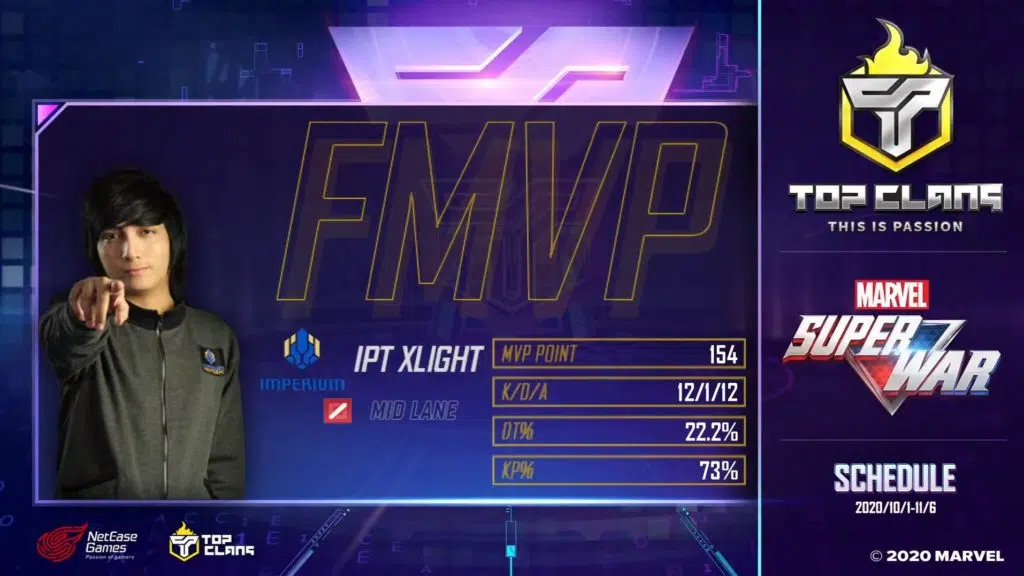 FMVP
IMPERIUM
IPT XLIGHT
MID LANE
MVP POINT 154
K/D/A 12/1/12
DT% 22.2%
KP% 73%
NetEase
Games
Passion of gamers
TOP
CLANS
TOP CLANS
THIS IS PASSION
MARVEL
SUPER
WAR
SCHEDULE
2020/10/1-11/6
© 2020 MARVEL